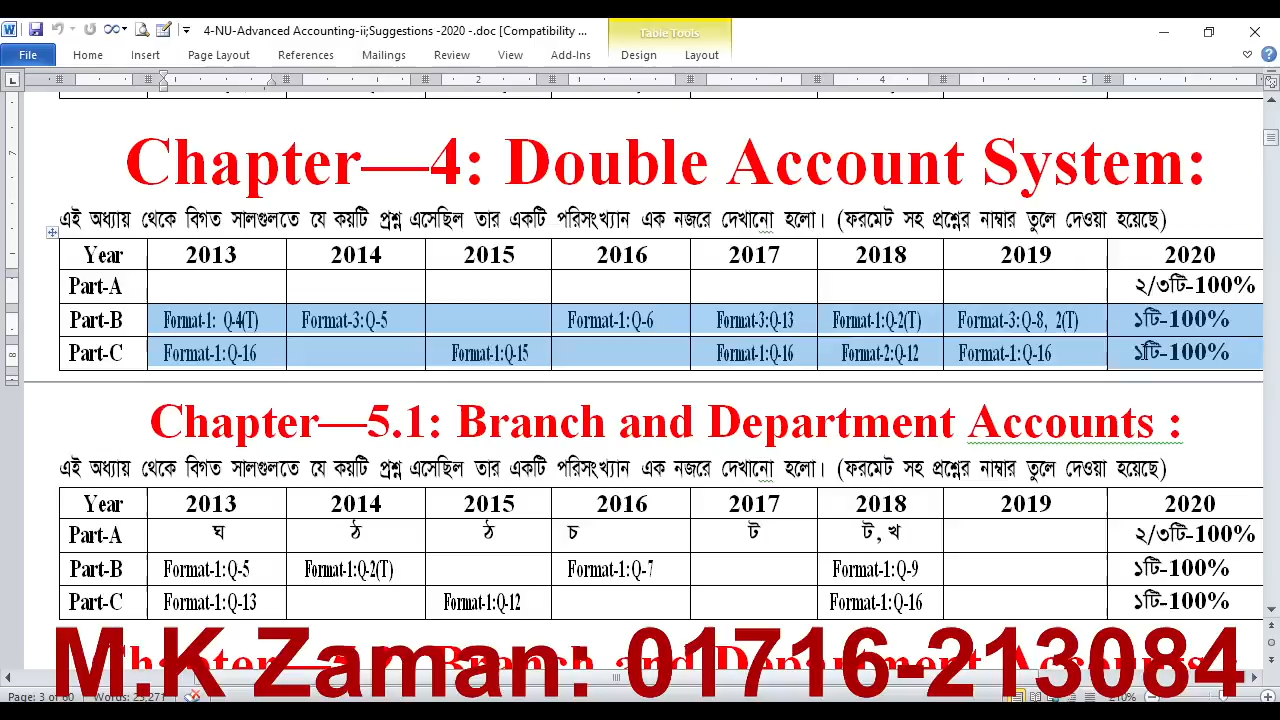 4-NU-Advanced Accounting-ii;Suggestions -2020 -.doc [Compatibility ...
Table Tools
File Home Insert Page Layout References Mailings Review View Add-Ins Design Layout
Chapter—4: Double Account System:
এই অধ্যায় থেকে বিগত সালগুলতে যে কয়টি প্রশ্ন এসেছিল তার একটি পরিসংখ্যান এক নজরে দেখানো হলো। (ফরমেট সহ প্রশ্নের নাম্বার তুলে দেওয়া হয়েছে)
Year 2013 2014 2015 2016 2017 2018 2019 2020
Part-A ২/৩টি-100%
Part-B Format-1: Q-4(T) Format-3:Q-5 Format-1:Q-6 Format-3:Q-13 Format-1:Q-2(T) Format-3:Q-8, 2(T) ১টি-100%
Part-C Format-1:Q-16 Format-1:Q-15 Format-1:Q-16 Format-2:Q-12 Format-1:Q-16 ১টি-100%
Chapter—5.1: Branch and Department Accounts :
এই অধ্যায় থেকে বিগত সালগুলতে যে কয়টি প্রশ্ন এসেছিল তার একটি পরিসংখ্যান এক নজরে দেখানো হলো। (ফরমেট সহ প্রশ্নের নাম্বার তুলে দেওয়া হয়েছে)
Year 2013 2014 2015 2016 2017 2018 2019 2020
Part-A ঘ ঠ ঠ চ ট ট , খ ২/৩টি-100%
Part-B Format-1:Q-5 Format-1:Q-2(T) Format-1:Q-7 Format-1:Q-9 ১টি-100%
Part-C Format-1:Q-13 Format-1:Q-12 Format-1:Q-16 ১টি-100%
M.K Zaman: 01716-213084
Page: 3 of 60 Words: 23,271 210%